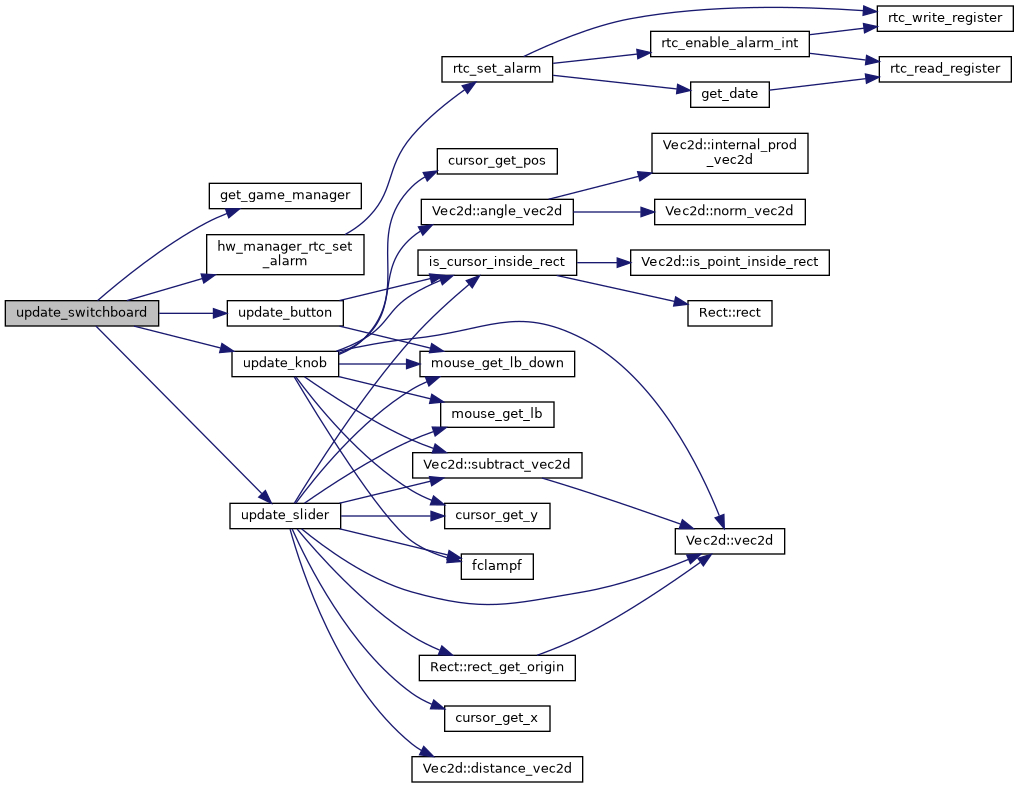 rtc_write_register
rtc_enable_alarm_int
rtc_set_alarm
rtc_read_register
get_date
Vec2d::internal_prod
_vec2d
cursor_get_pos
get_game_manager
Vec2d::angle_vec2d
Vec2d::norm_vec2d
hw_manager_rtc_set
_alarm
is_cursor_inside_rect
Vec2d::is_point_inside_rect
update_switchboard
update_button
Rect::rect
update_knob
mouse_get_lb_down
mouse_get_lb
Vec2d::subtract_vec2d
update_slider
cursor_get_y
Vec2d::vec2d
fclampf
Rect::rect_get_origin
cursor_get_x
Vec2d::distance_vec2d